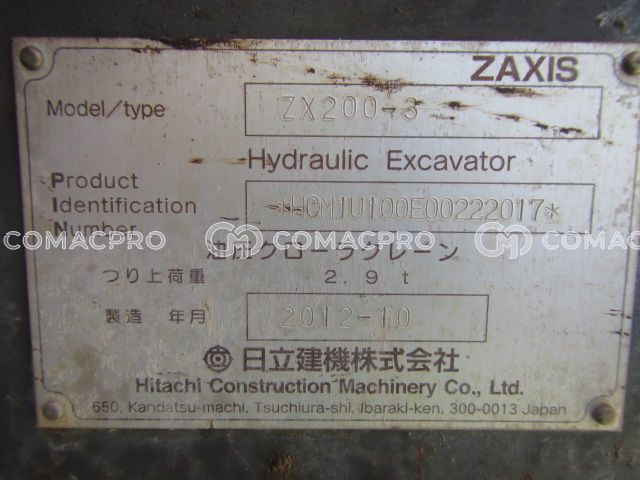 ZAXIS
Model/type ZX200-3
Hydraulic Excavator
Product Identification Number *HCM1U100E00222017*
COMACPRO COMACPRO COMACPRO
油圧クローラクレーン
つり上荷重 2.9 t
製造 年月 2012-10
日立建機株式会社
Hitachi Construction Machinery Co., Ltd.
650, Kandatsu-machi, Tsuchiura-shi, Ibaraki-ken, 300-0013 Japan